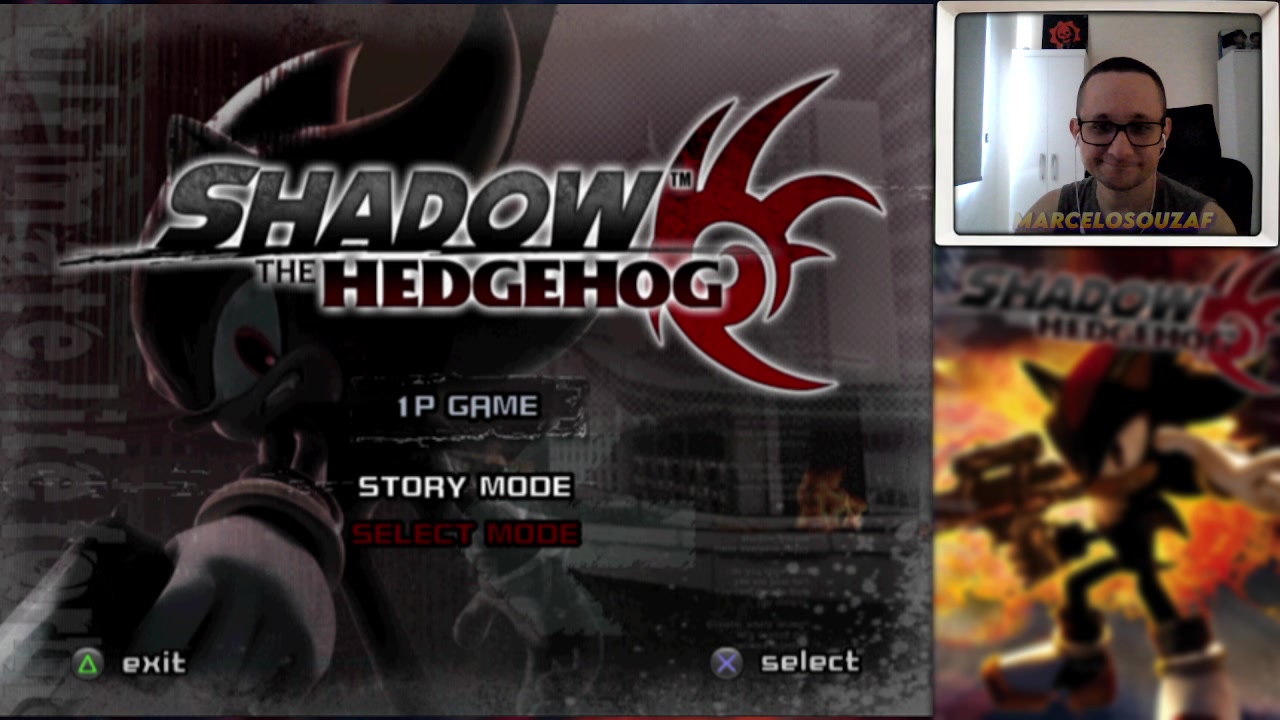 SHADOW™
THE HEDGEHOG
1P GAME
STORY MODE
SELECT MODE
exit
select
MARCELOSOUZAF
SHADOW
HEDGEHOG